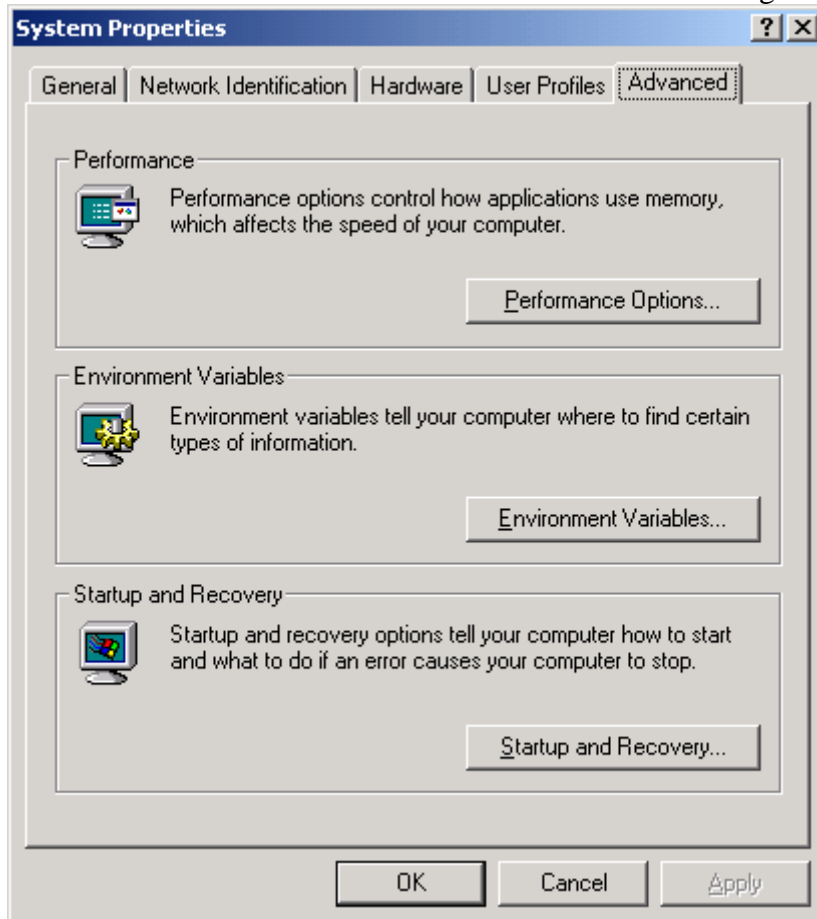 System Properties
General
Network Identification
Hardware
User Profiles
Advanced
Performance
Performance options control how applications use memory,
which affects the speed of your computer.
Performance Options...
Environment Variables
Environment variables tell your computer where to find certain
types of information.
Environment Variables...
Startup and Recovery
Startup and recovery options tell your computer how to start
and what to do if an error causes your computer to stop.
Startup and Recovery...
OK
Cancel
Apply